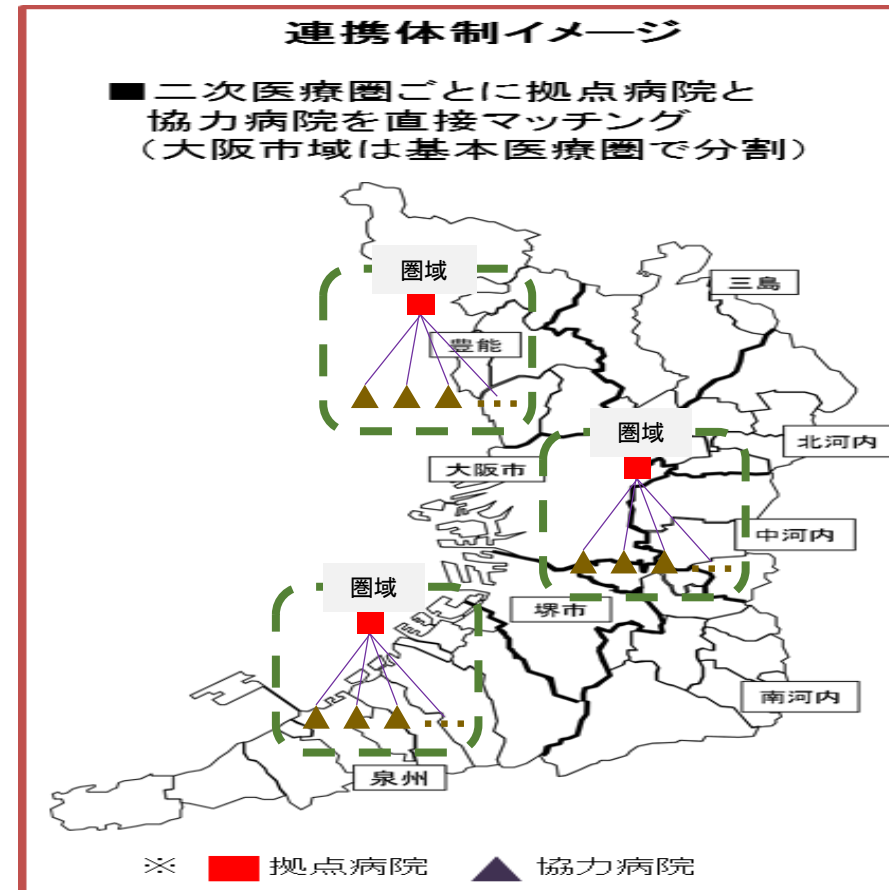 連携体制イメージ
■二次医療圏ごとに拠点病院と
協力病院を直接マッチング
（大阪市域は基本医療圏で分割）
圏域
三島
豊能
圏域
北河内
大阪市
中河内
圏域
堺市
南河内
泉州
※ 拠点病院 協力病院